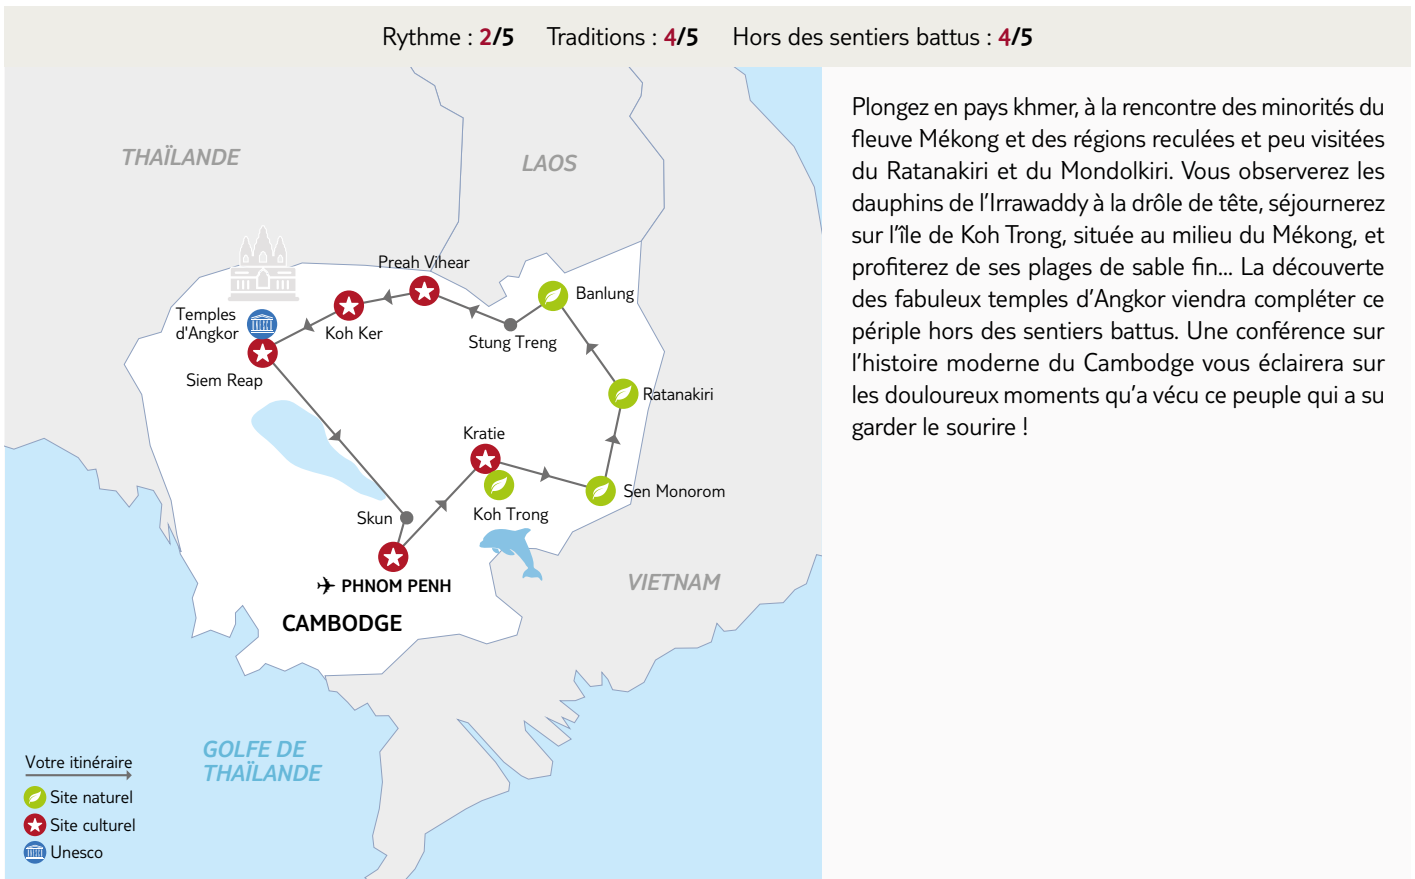 Rythme : 2/5 Traditions : 4/5 Hors des sentiers battus : 4/5
THAÏLANDE
LAOS
Preah Vihear
Banlung
Temples
d'Angkor
Koh Ker
Stung Treng
Siem Reap
Ratanakiri
Kratie
Sen Monorom
Koh Trong
Skun
PHNOM PENH
VIETNAM
CAMBODGE
GOLFE DE
THAÏLANDE
Votre itinéraire
Site naturel
Site culturel
UNESCO
Unesco
Plongez en pays khmer, à la rencontre des minorités du
fleuve Mékong et des régions reculées et peu visitées
du Ratanakiri et du Mondolkiri. Vous observerez les
dauphins de l’Irrawaddy à la drôle de tête, séjournerez
sur l’île de Koh Trong, située au milieu du Mékong, et
profiterez de ses plages de sable fin... La découverte
des fabuleux temples d’Angkor viendra compléter ce
périple hors des sentiers battus. Une conférence sur
l’histoire moderne du Cambodge vous éclairera sur
les douloureux moments qu’a vécu ce peuple qui a su
garder le sourire !